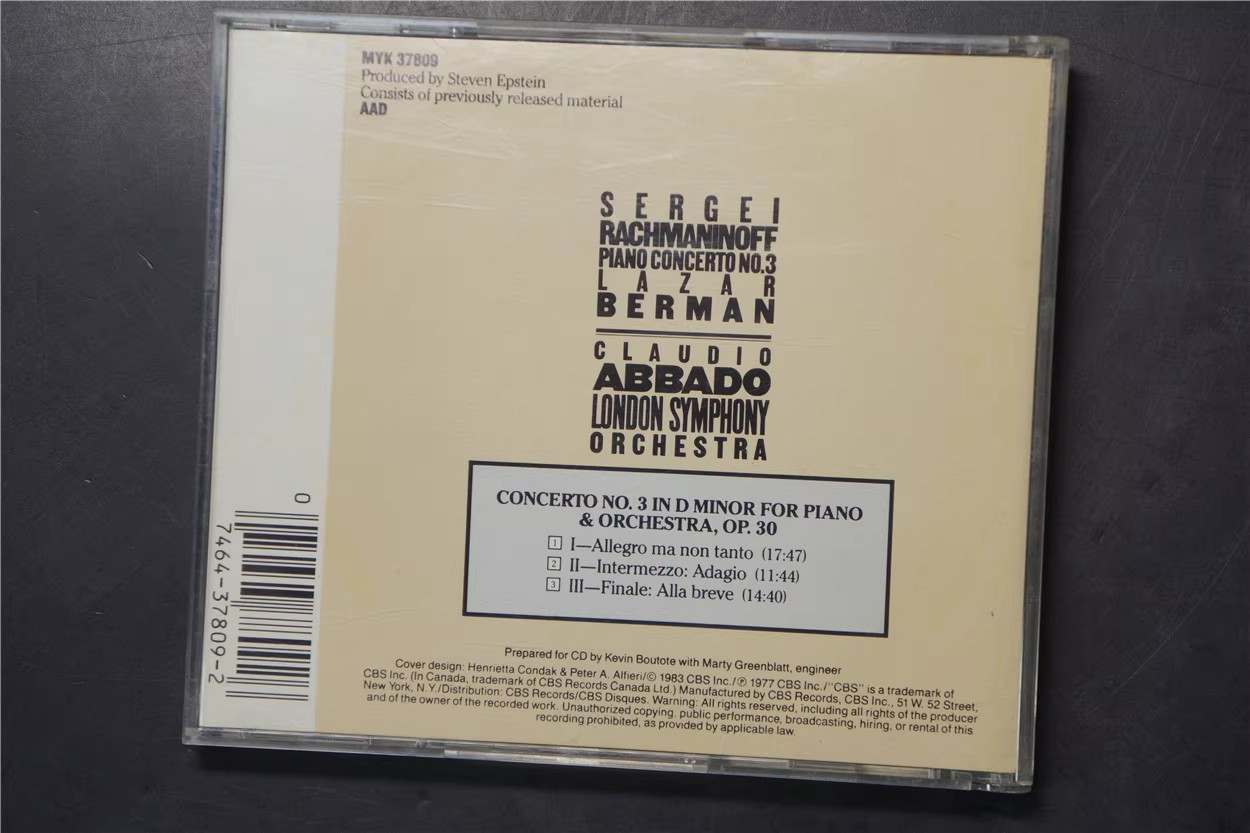 MYK 37809
Produced by Steven Epstein
Consists of previously released material
AAD
SERGEI
RACHMANINOFF
PIANO CONCERTO NO.3
LAZAR
BERMAN
CLAUDIO
ABBADO
LONDON SYMPHONY
ORCHESTRA
CONCERTO NO. 3 IN D MINOR FOR PIANO
& ORCHESTRA, OP. 30
1 I—Allegro ma non tanto (17:47)
2 II—Intermezzo: Adagio (11:44)
3 III—Finale: Alla breve (14:40)
0
7464-37809-2
Prepared for CD by Kevin Boutote with Marty Greenblatt, engineer
Cover design: Henrietta Condak & Peter A. Alfieri/© 1983 CBS Inc./℗ 1977 CBS Inc./"CBS" is a trademark of
CBS Inc. (In Canada, trademark of CBS Records Canada Ltd.) Manufactured by CBS Records, CBS Inc., 51 W. 52 Street,
New York, N.Y./Distribution: CBS Records/CBS Disques. Warning: All rights reserved, including all rights of the producer
and of the owner of the recorded work. Unauthorized copying, public performance, broadcasting, hiring, or rental of this
recording prohibited, as provided by applicable law.